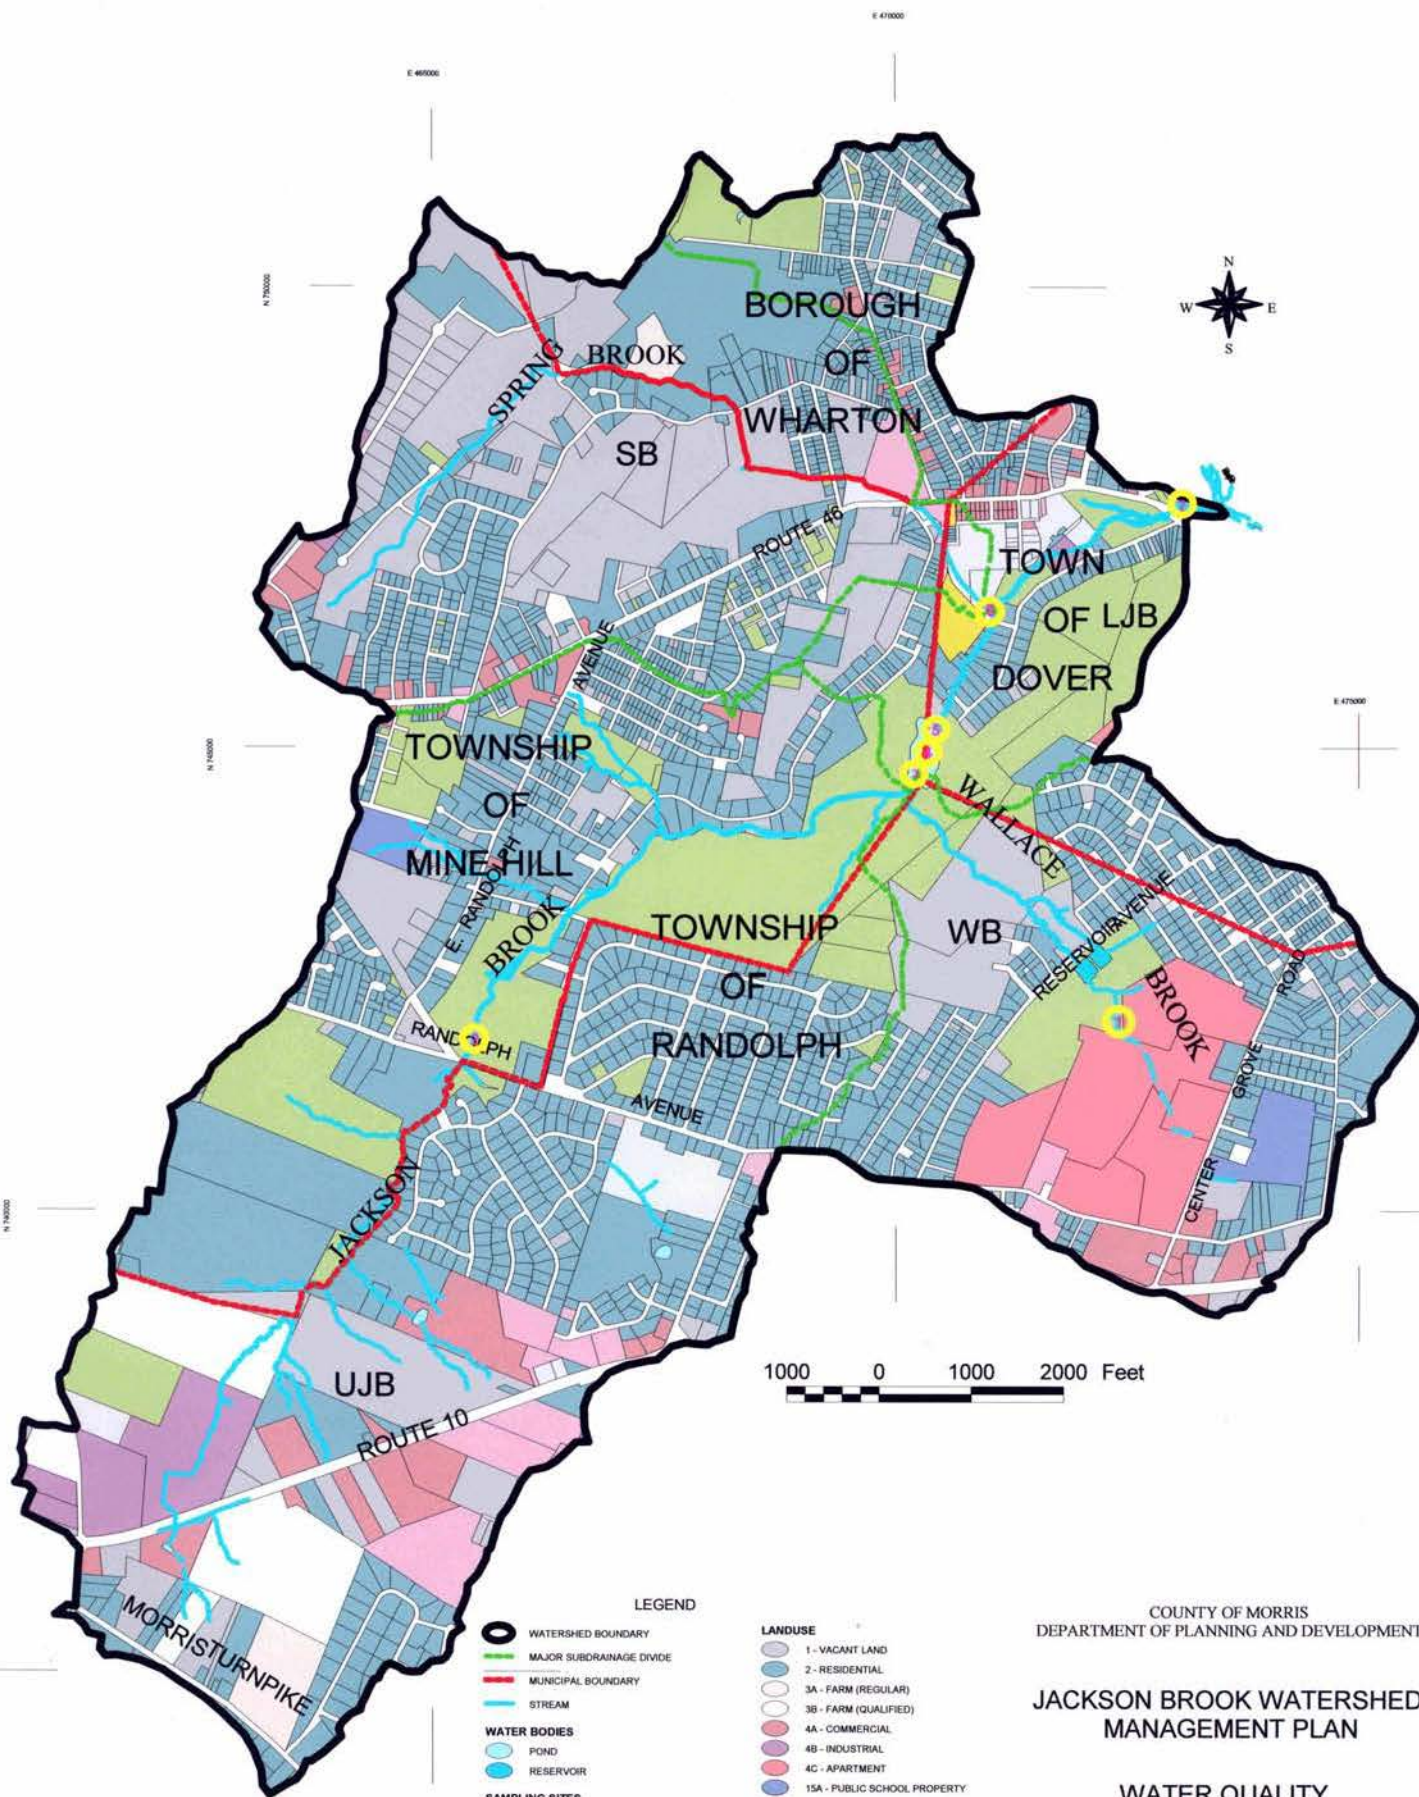 E 470000
E 465000
N 750000
N
W E
S
BOROUGH
OF
WHARTON
SPRING BROOK
SB
ROUTE 46
TOWN
OF LJB
DOVER
AVENUE
E 475000
N 745000
TOWNSHIP
OF
MINE HILL
E. RANDOLPH
BROOK
WALLACE
TOWNSHIP
OF
RANDOLPH
WB
RESERVOIR AVENUE
BROOK
ROAD
GROVE
CENTER
RANDOLPH
AVENUE
JACKSON
N 740000
UJB
ROUTE 10
1000 0 1000 2000 Feet
MORRIS TURNPIKE
LEGEND
WATERSHED BOUNDARY
MAJOR SUBDRAINAGE DIVIDE
MUNICIPAL BOUNDARY
STREAM
WATER BODIES
POND
RESERVOIR
SAMPLING SITES
LANDUSE
1 - VACANT LAND
2 - RESIDENTIAL
3A - FARM (REGULAR)
3B - FARM (QUALIFIED)
4A - COMMERCIAL
4B - INDUSTRIAL
4C - APARTMENT
15A - PUBLIC SCHOOL PROPERTY
COUNTY OF MORRIS
DEPARTMENT OF PLANNING AND DEVELOPMENT
JACKSON BROOK WATERSHED
MANAGEMENT PLAN
WATER QUALITY